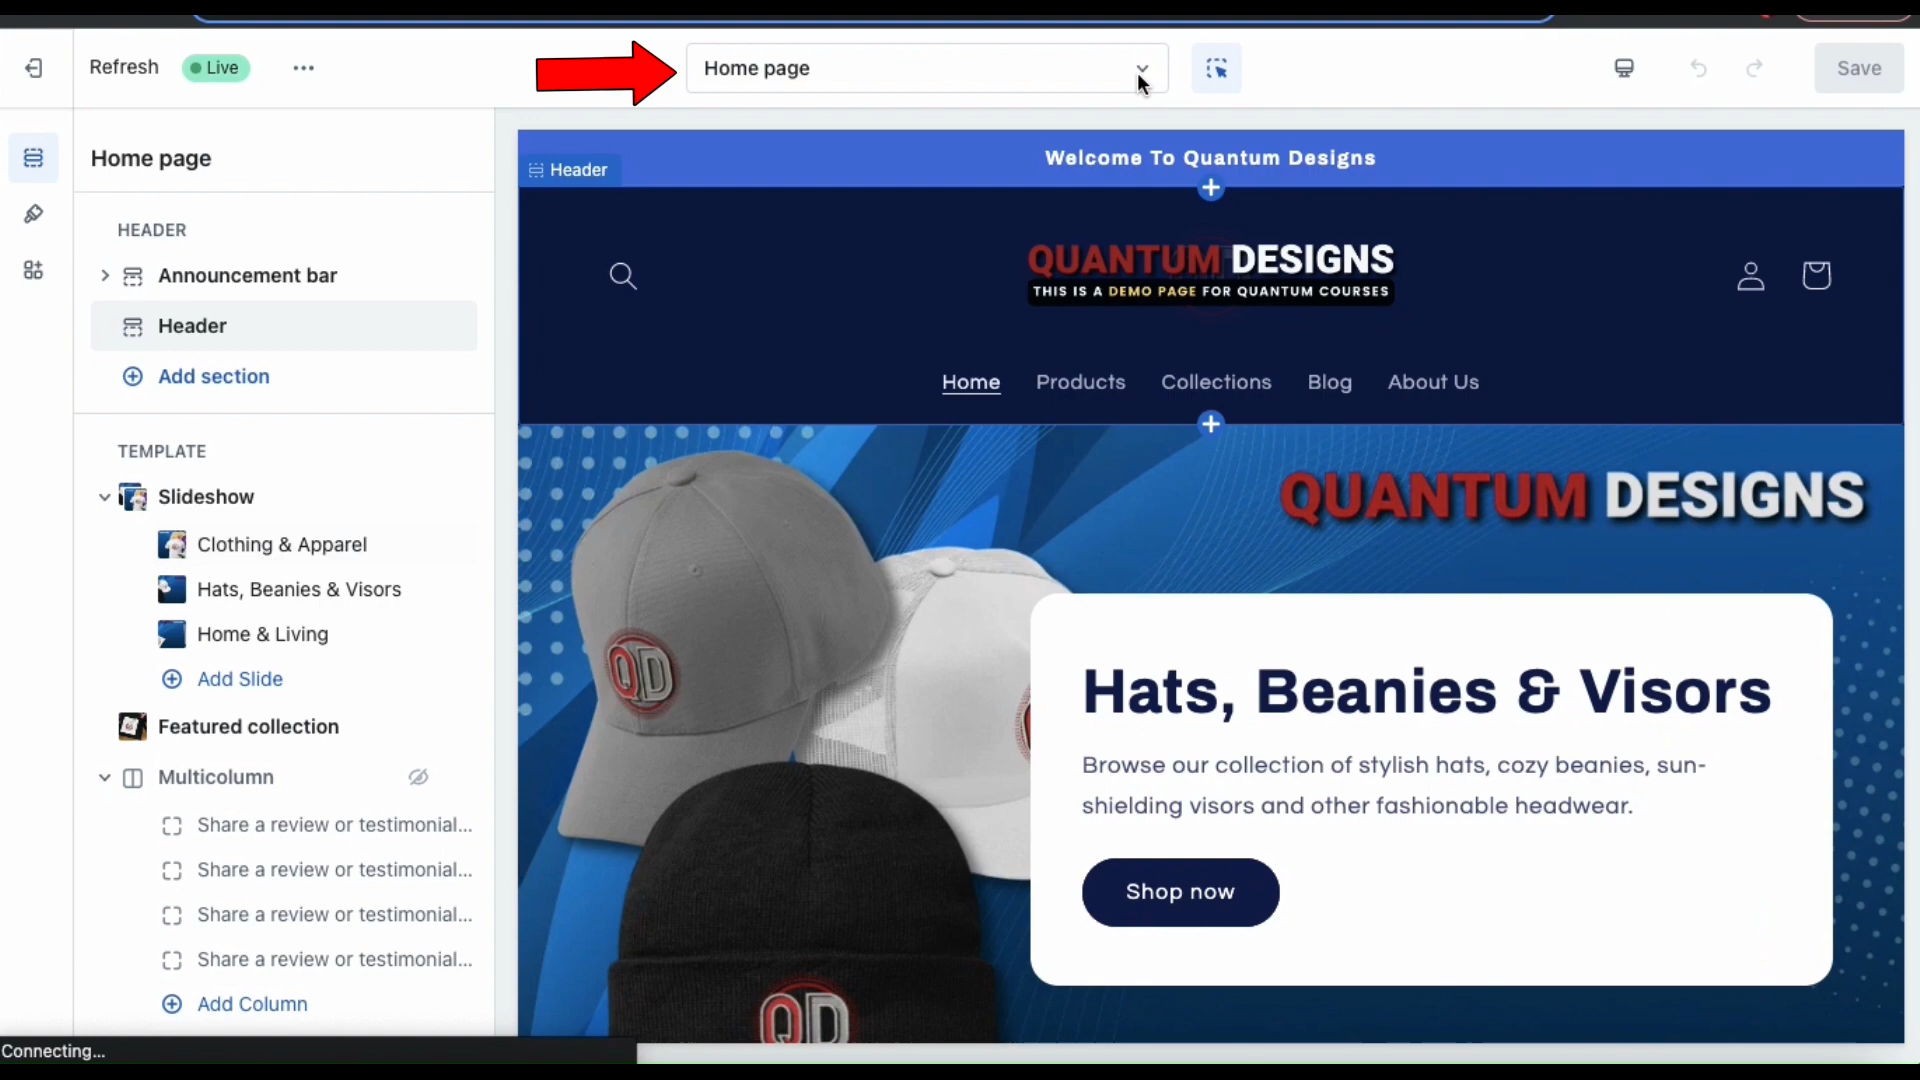 Refresh
Live
Home page
Save
Home page
HEADER
Announcement bar
Header
Add section
TEMPLATE
Slideshow
Clothing & Apparel
Hats, Beanies & Visors
Home & Living
Add Slide
Featured collection
Multicolumn
Share a review or testimonial...
Share a review or testimonial...
Share a review or testimonial...
Share a review or testimonial...
Add Column
Connecting...
Welcome To Quantum Designs
Header
QUANTUM DESIGNS
THIS IS A DEMO PAGE FOR QUANTUM COURSES
Home Products Collections Blog About Us
QUANTUM DESIGNS
QD
QD
Hats, Beanies & Visors
Browse our collection of stylish hats, cozy beanies, sun-
shielding visors and other fashionable headwear.
Shop now